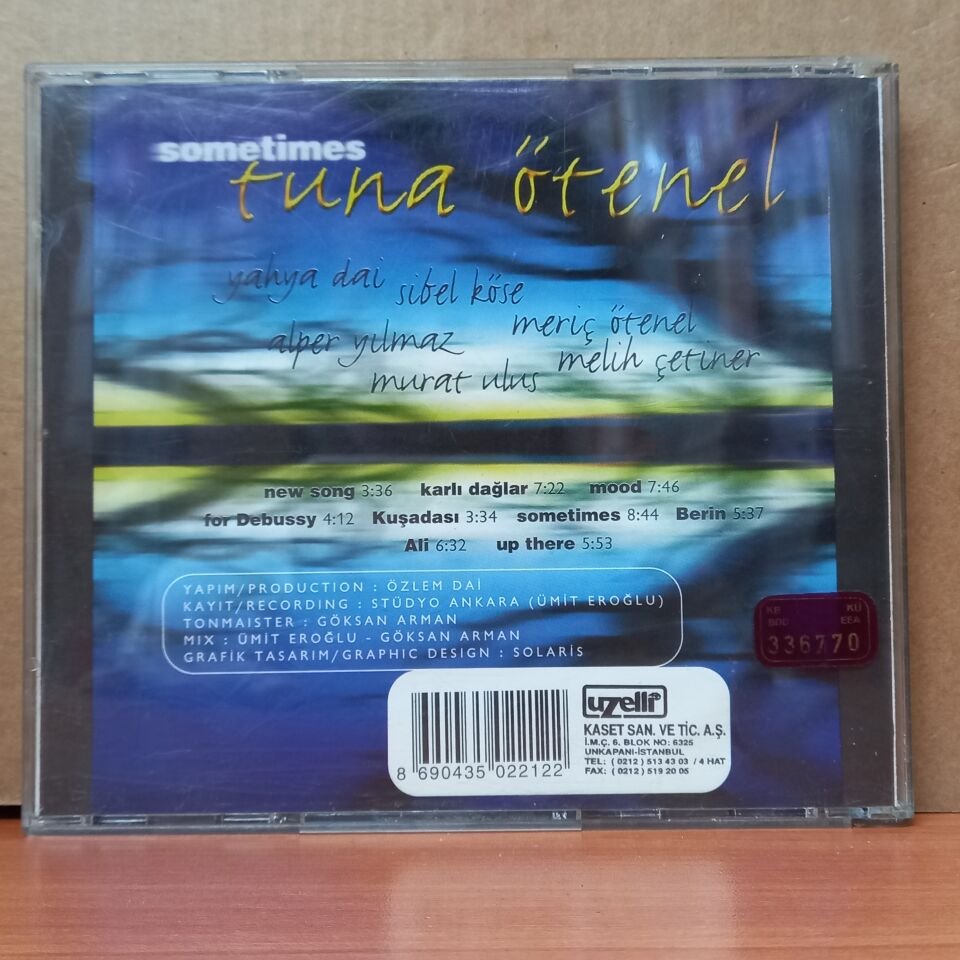 sometimes
tuna ötenel
yahya dai sibel köse
alper yılmaz meriç ötenel
murat ulus melih çetiner
new song 3:36 karlı dağlar 7:22 mood 7:46
for Debussy 4:12 Kuşadası 3:34 sometimes 8:44 Berin 5:37
Ali 6:32 up there 5:53
YAPIM/PRODUCTION : ÖZLEM DAİ
KAYIT/RECORDING : STÜDYO ANKARA (ÜMİT EROĞLU)
TONMAISTER : GÖKSAN ARMAN
MIX : ÜMİT EROĞLU - GÖKSAN ARMAN
GRAFİK TASARIM/GRAPHIC DESIGN : SOLARİS
336770
uzelli
KASET SAN. VE TİC. A.Ş.
İ.M.Ç. 6. BLOK NO: 6325
UNKAPANI-İSTANBUL
TEL: ( 0212 ) 513 43 03 / 4 HAT
FAX: ( 0212 ) 519 20 05
8 690435 022122